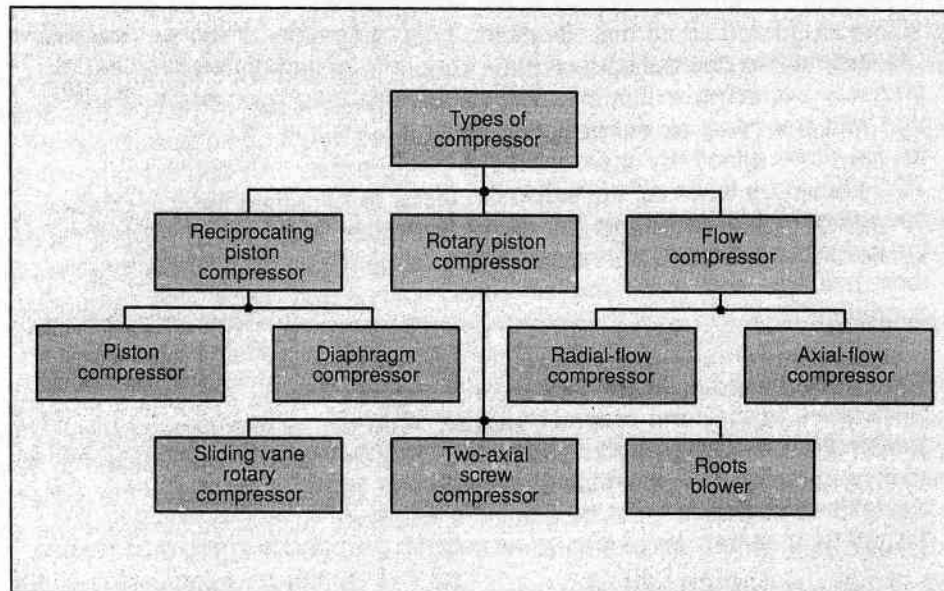 Types of
compressor
Reciprocating
piston
compressor
Rotary piston
compressor
Flow
compressor
Piston
compressor
Diaphragm
compressor
Radial-flow
compressor
Axial-flow
compressor
Sliding vane
rotary
compressor
Two-axial
screw
compressor
Roots
blower